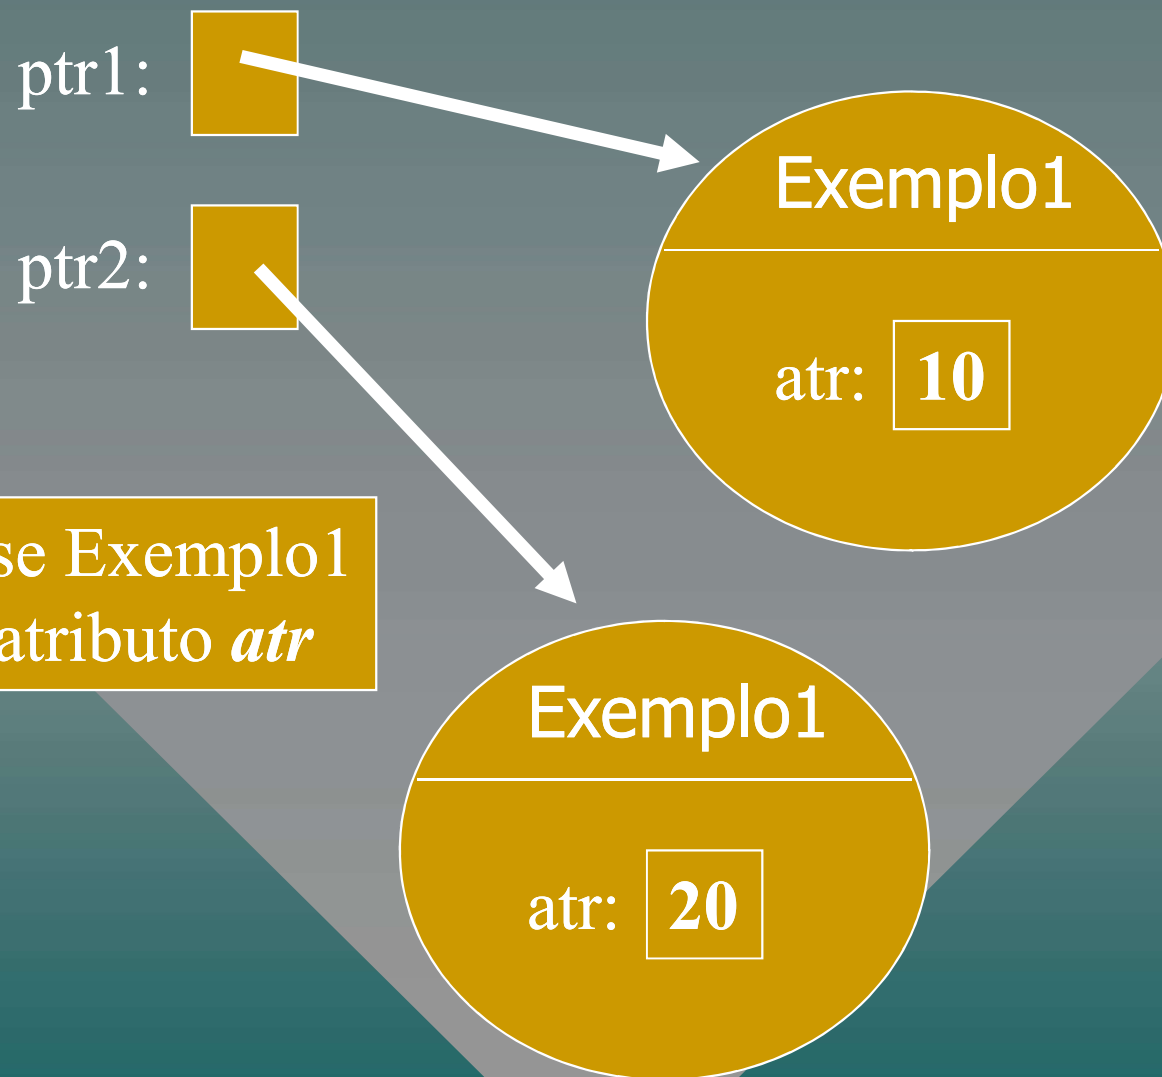 ptr1:
Exemplo1
ptr2:
atr: 10
se Exemplo1
atributo atr
Exemplo1
atr: 20